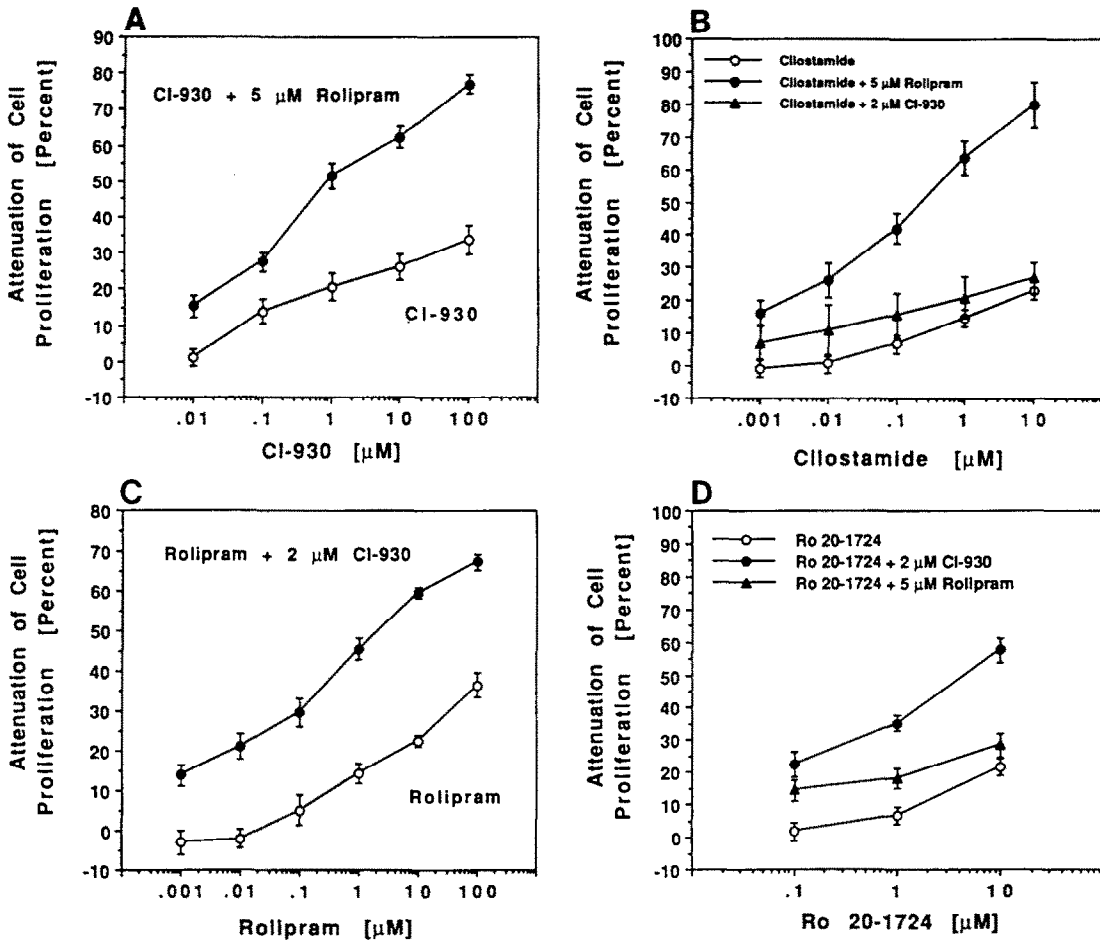 A
90
80
70
60
50
40
30
20
10
0
-10
Attenuation of Cell
Proliferation [Percent]
CI-930 + 5 μM Rolipram
CI-930
.01 .1 1 10 100
CI-930 [μM]
B
100
90
80
70
60
50
40
30
20
10
0
-10
Attenuation of Cell
Proliferation [Percent]
Cilostamide
Cilostamide + 5 μM Rolipram
Cilostamide + 2 μM CI-930
.001 .01 .1 1 10
Cilostamide [μM]
C
80
70
60
50
40
30
20
10
0
-10
Attenuation of Cell
Proliferation [Percent]
Rolipram + 2 μM CI-930
Rolipram
.001 .01 .1 1 10 100
Rolipram [μM]
D
100
90
80
70
60
50
40
30
20
10
0
-10
Attenuation of Cell
Proliferation [Percent]
Ro 20-1724
Ro 20-1724 + 2 μM CI-930
Ro 20-1724 + 5 μM Rolipram
.1 1 10
Ro 20-1724 [μM]